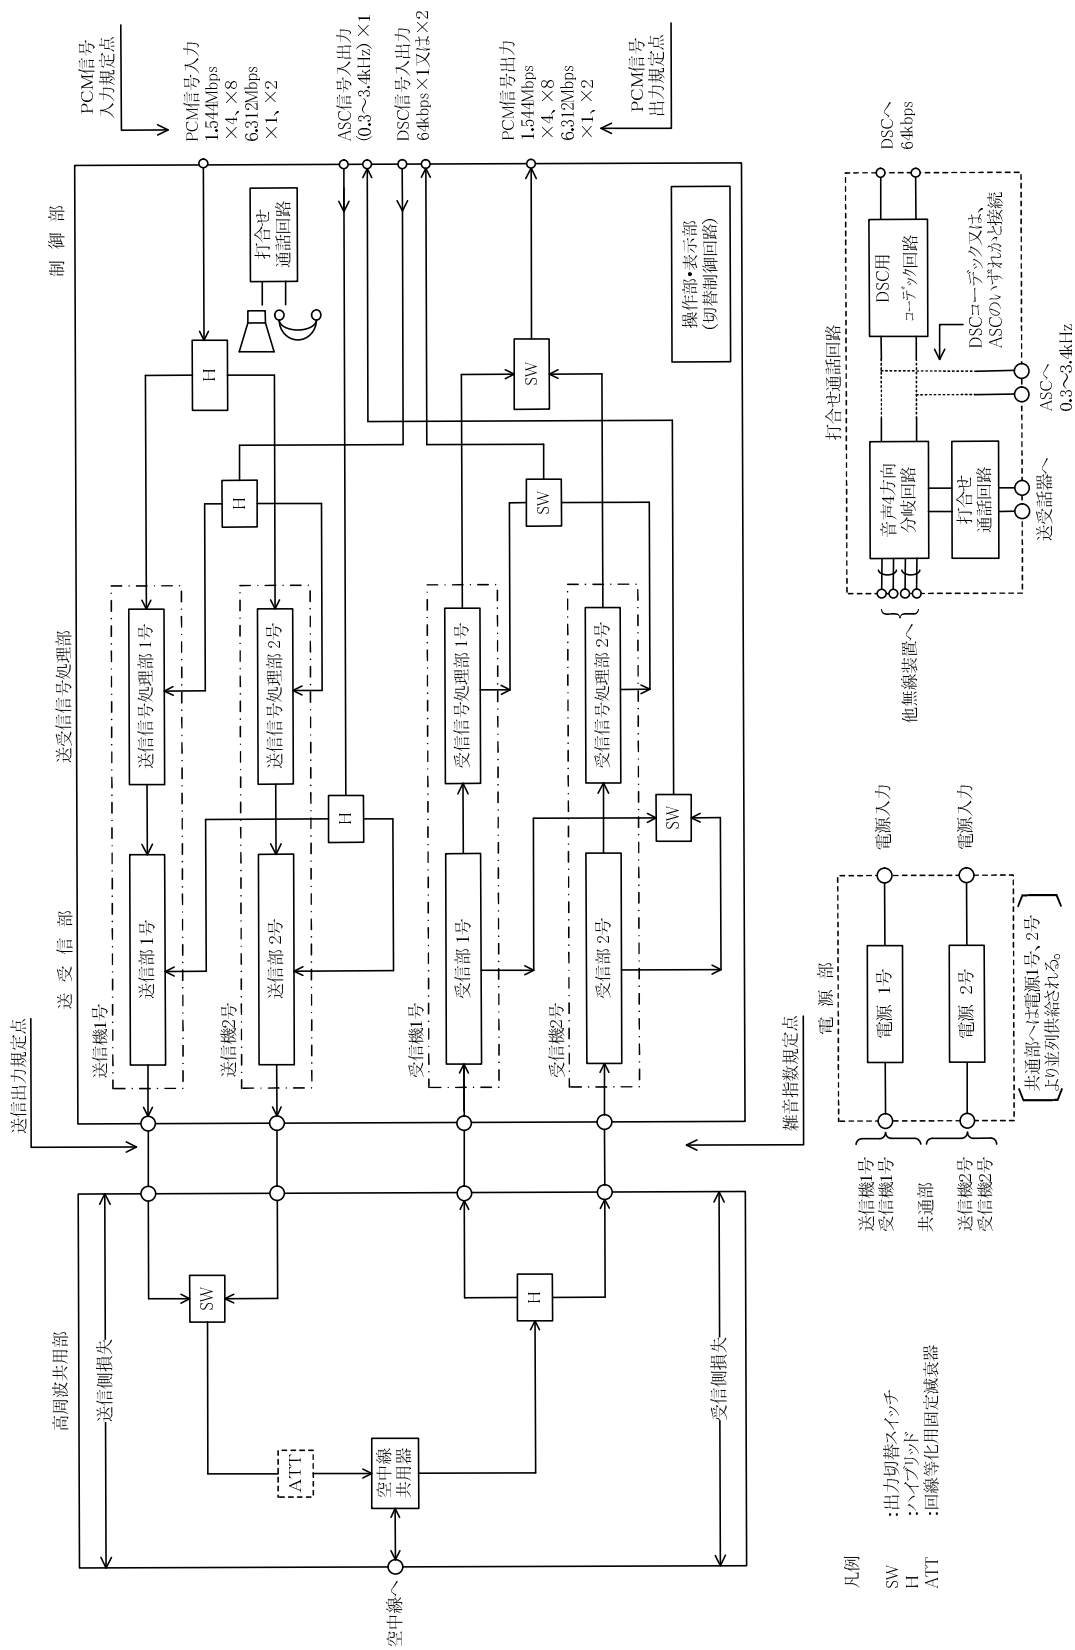 高周波共用部
送信側損失
SW
ATT
空中線
共用器
空中線へ
H
受信側損失
送信出力規定点
雑音指数規定点
送受信部
送受信信号処理部
制御部
送信機1号
送信部 1号
送信信号処理部 1号
送信機2号
送信部 2号
送信信号処理部 2号
受信機1号
受信部 1号
受信信号処理部 1号
受信機2号
受信部 2号
受信信号処理部 2号
H
SW
H
SW
H
SW
打合せ
通話回路
操作部・表示部
(切替制御回路)
PCM信号
入力規定点
PCM信号入力
1.544Mbps
×4、×8
6.312Mbps
×1、×2
ASC信号入出力
(0.3～3.4kHz)×1
DSC信号入出力
64kbps×1又は×2
PCM信号出力
1.544Mbps
×4、×8
6.312Mbps
×1、×2
PCM信号
出力規定点
凡例
SW :出力切替スイッチ
H :ハイブリッド
ATT :回線等化用固定減衰器
電源部
送信機1号
受信機1号
共通部
送信機2号
受信機2号
電源 1号
電源 2号
電源入力
電源入力
共通部へは電源1号、2号
より並列供給される。
打合せ通話回路
他無線装置へ
音声4方向
分岐回路
打合せ
通話回路
送受話器へ
DSC用
コーデック回路
DSCコーデック又は、
ASCのいずれかと接続
ASCへ
0.3～3.4kHz
DSCへ
64kbps